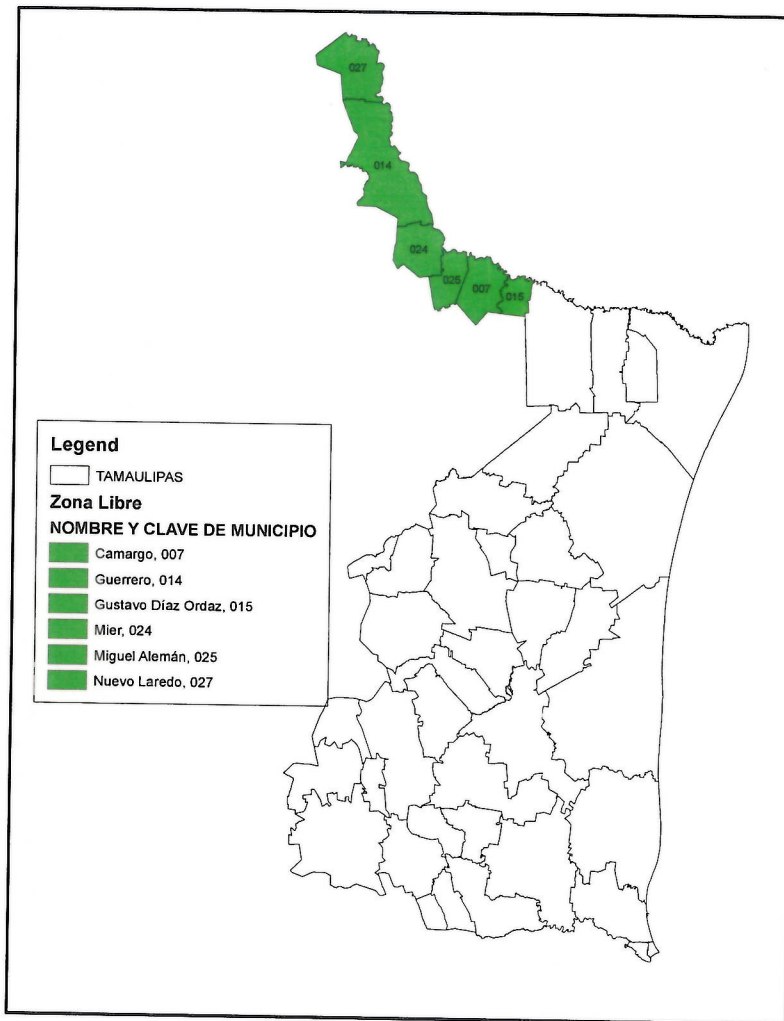 027
014
024
025
007
015
Legend
TAMAULIPAS
Zona Libre
NOMBRE Y CLAVE DE MUNICIPIO
Camargo, 007
Guerrero, 014
Gustavo Díaz Ordaz, 015
Mier, 024
Miguel Alemán, 025
Nuevo Laredo, 027